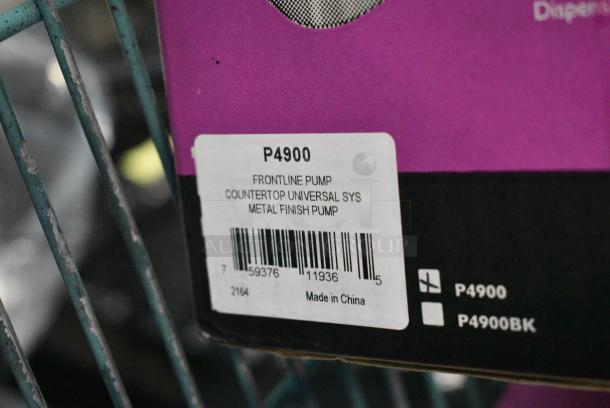 Dispens
P4900
FRONTLINE PUMP
COUNTERTOP UNIVERSAL SYS
METAL FINISH PUMP
7 59376 11936 5
2164 Made in China
P4900
P4900BK